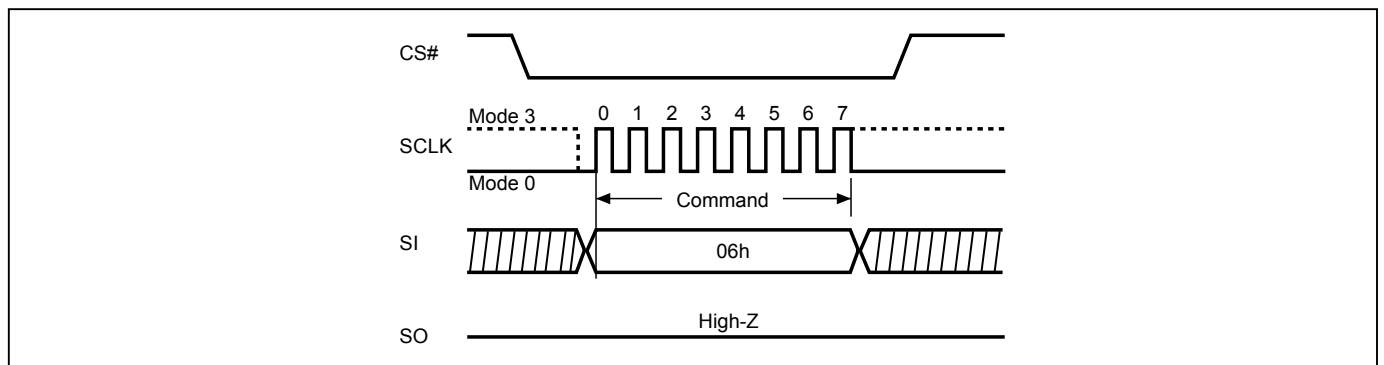 CS#
Mode 3
0 1 2 3 4 5 6 7
SCLK
Mode 0
Command
SI
06h
High-Z
SO